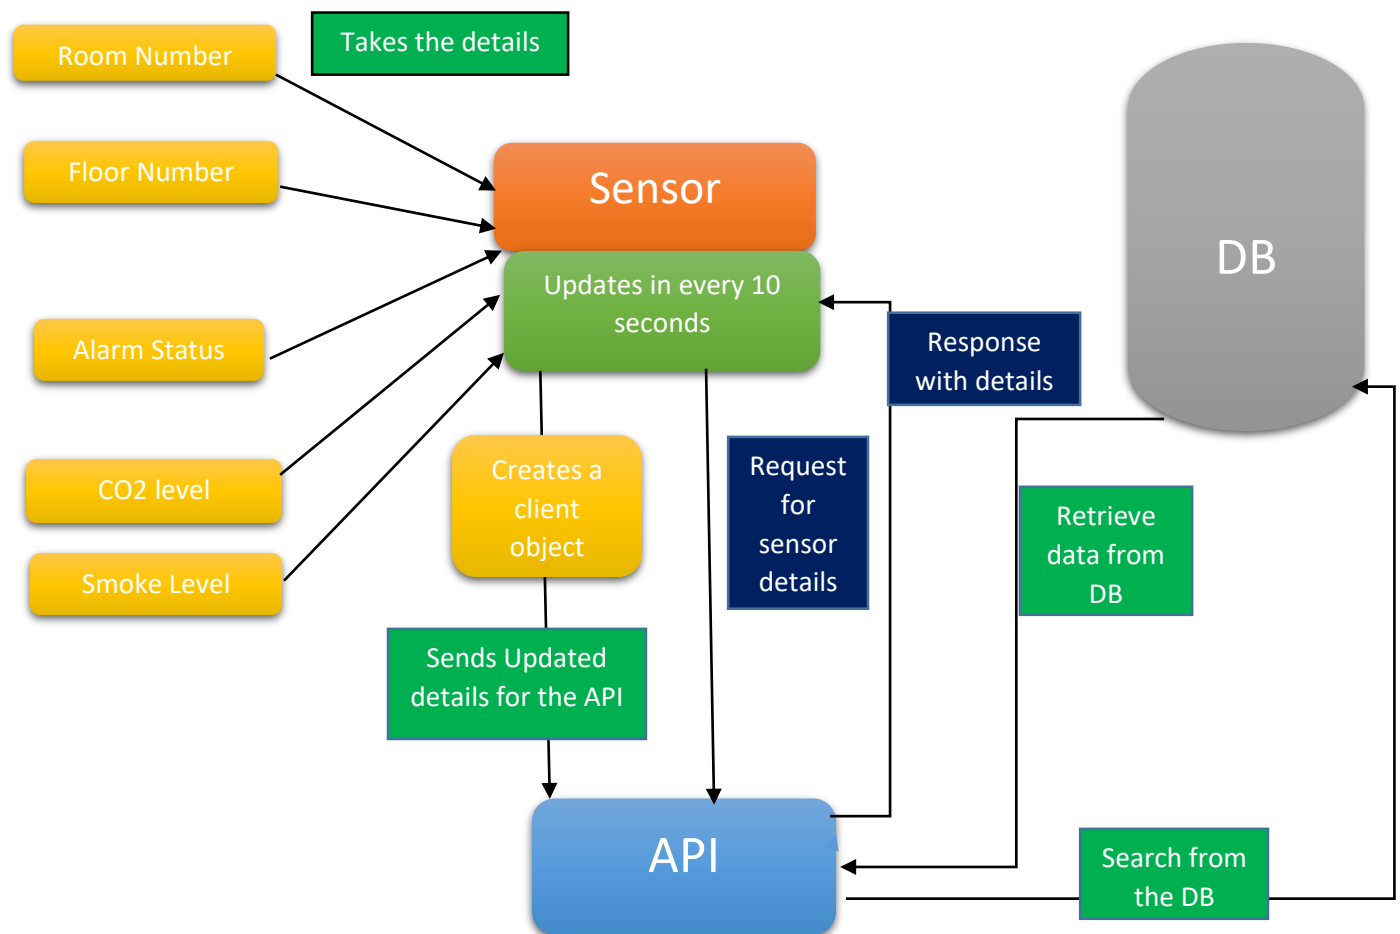 Room Number
Takes the details
Floor Number
Sensor
DB
Updates in every 10
seconds
Alarm Status
Response
with details
CO2 level
Creates a
client
object
Request
for
sensor
details
Retrieve
data from
DB
Smoke Level
Sends Updated
details for the API
API
Search from
the DB